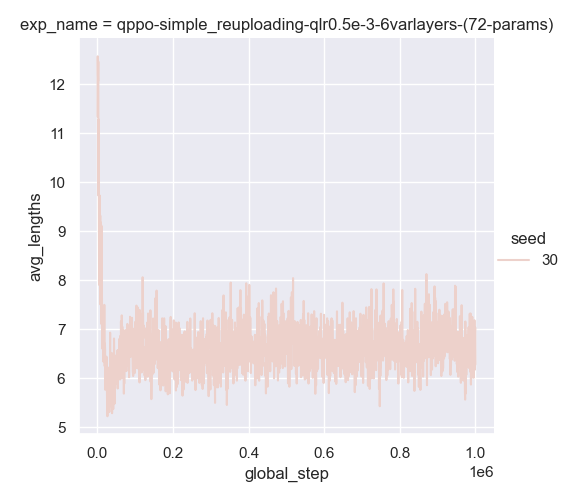 exp_name = qppo-simple_reuploading-qlr0.5e-3-6varlayers-(72-params)
12
11
10
9
8
7
6
5
avg_lengths
0.0 0.2 0.4 0.6 0.8 1.0
1e6
global_step
seed
30